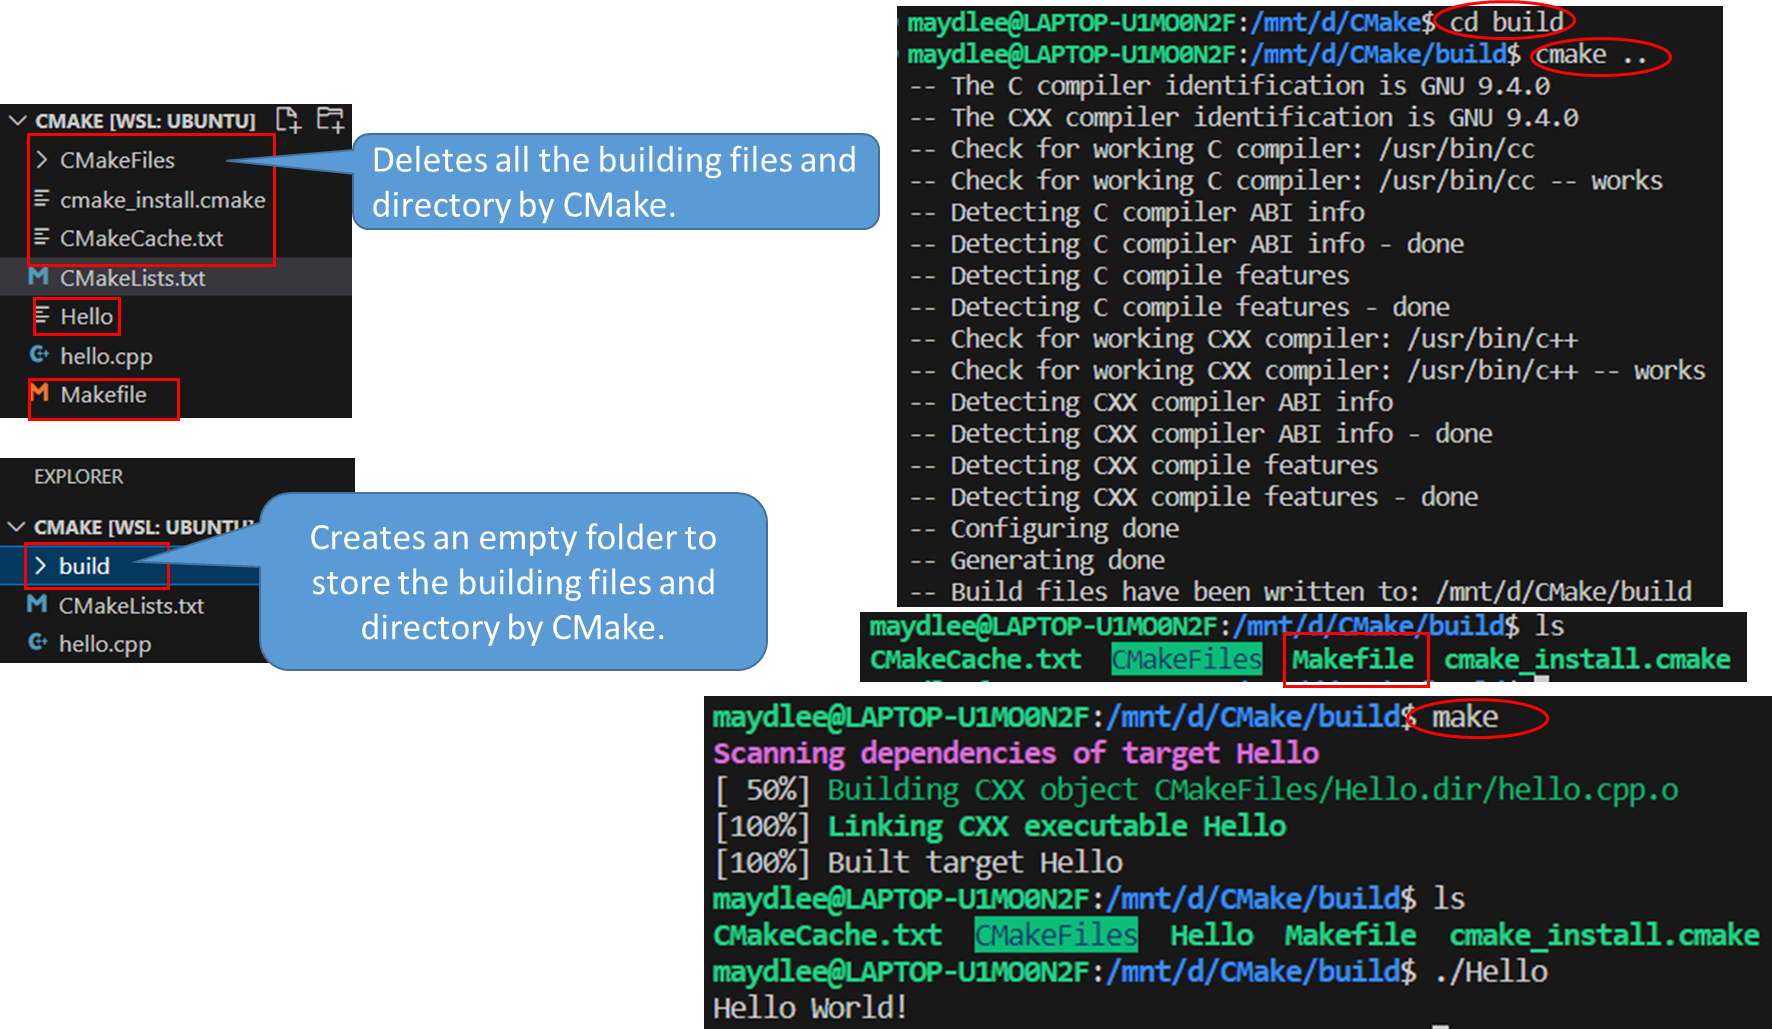 CMAKE [WSL: UBUNTU]
CMakeFiles
cmake_install.cmake
CMakeCache.txt
CMakeLists.txt
Hello
hello.cpp
Makefile
Deletes all the building files and
directory by CMake.
EXPLORER
CMAKE [WSL: UBUNTU]
build
CMakeLists.txt
hello.cpp
Creates an empty folder to
store the building files and
directory by CMake.
maydlee@LAPTOP-U1MO0N2F:/mnt/d/CMake$ cd build
maydlee@LAPTOP-U1MO0N2F:/mnt/d/CMake/build$ cmake ..
-- The C compiler identification is GNU 9.4.0
-- The CXX compiler identification is GNU 9.4.0
-- Check for working C compiler: /usr/bin/cc
-- Check for working C compiler: /usr/bin/cc -- works
-- Detecting C compiler ABI info
-- Detecting C compiler ABI info - done
-- Detecting C compile features
-- Detecting C compile features - done
-- Check for working CXX compiler: /usr/bin/c++
-- Check for working CXX compiler: /usr/bin/c++ -- works
-- Detecting CXX compiler ABI info
-- Detecting CXX compiler ABI info - done
-- Detecting CXX compile features
-- Detecting CXX compile features - done
-- Configuring done
-- Generating done
-- Build files have been written to: /mnt/d/CMake/build
maydlee@LAPTOP-U1MO0N2F:/mnt/d/CMake/build$ ls
CMakeCache.txt CMakeFiles Makefile cmake_install.cmake
maydlee@LAPTOP-U1MO0N2F:/mnt/d/CMake/build$ make
Scanning dependencies of target Hello
[ 50%] Building CXX object CMakeFiles/Hello.dir/hello.cpp.o
[100%] Linking CXX executable Hello
[100%] Built target Hello
maydlee@LAPTOP-U1MO0N2F:/mnt/d/CMake/build$ ls
CMakeCache.txt CMakeFiles Hello Makefile cmake_install.cmake
maydlee@LAPTOP-U1MO0N2F:/mnt/d/CMake/build$ ./Hello
Hello World!